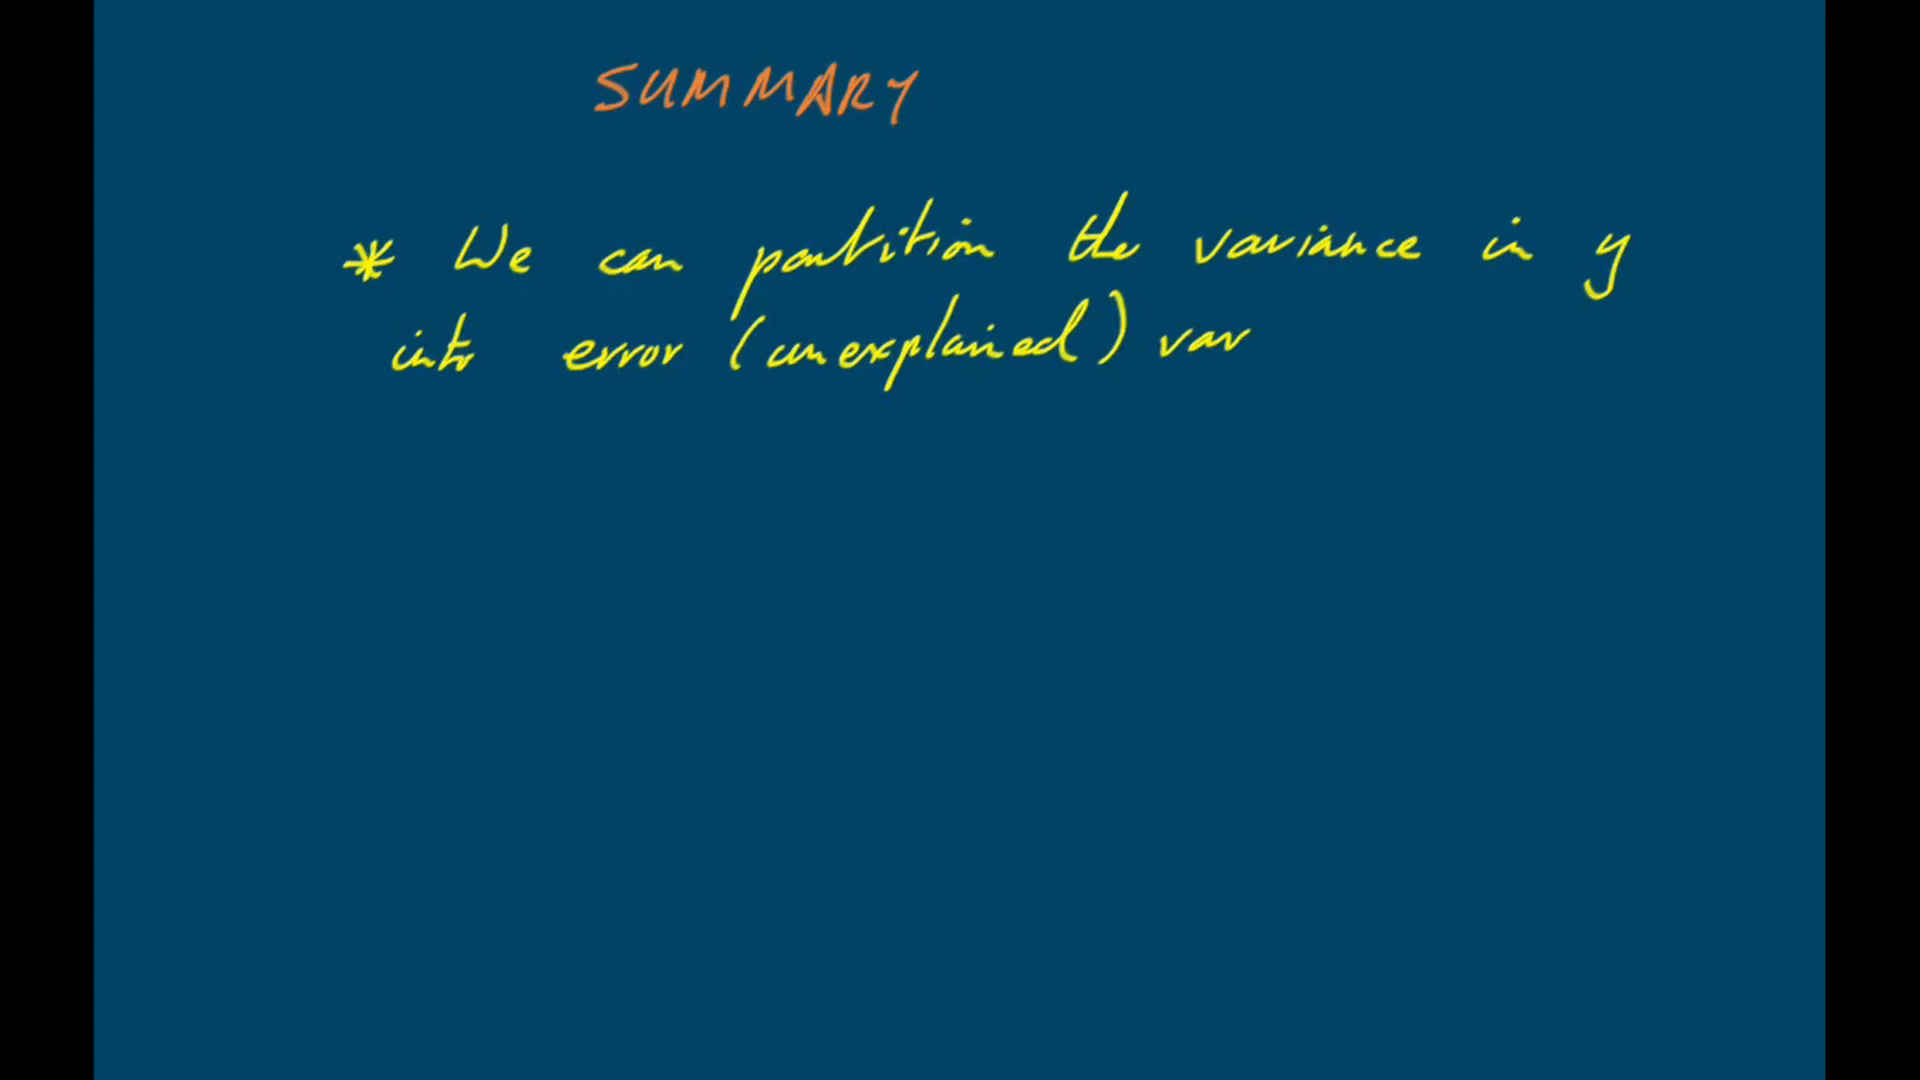 SUMMARY
* We can partition the variance in y
into error (unexplained) var